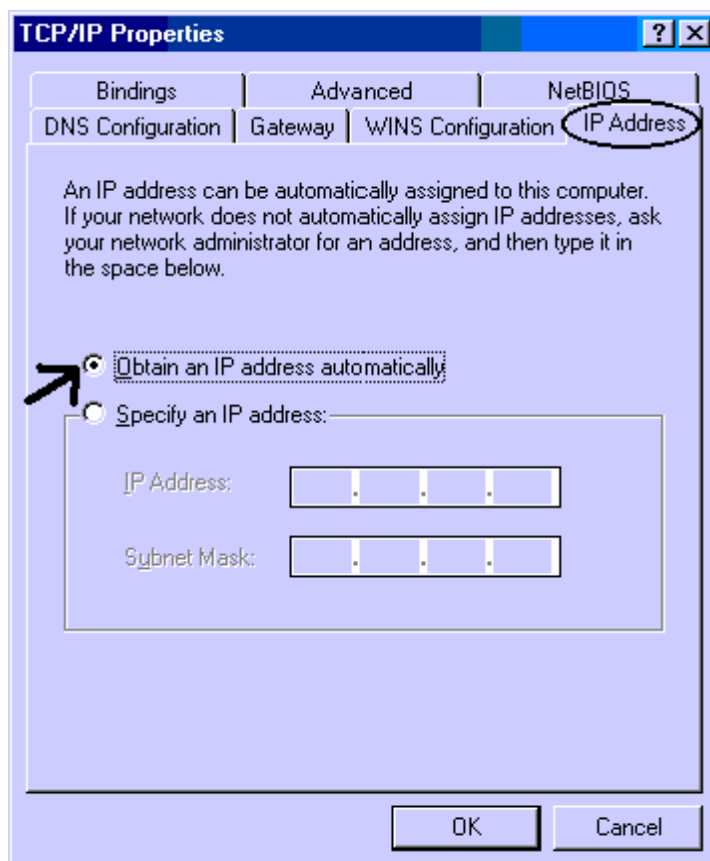 TCP/IP Properties
Bindings Advanced NetBIOS
DNS Configuration Gateway WINS Configuration IP Address
An IP address can be automatically assigned to this computer.
If your network does not automatically assign IP addresses, ask
your network administrator for an address, and then type it in
the space below.
Obtain an IP address automatically
Specify an IP address:
IP Address:
. . .
Subnet Mask:
. . .
OK Cancel